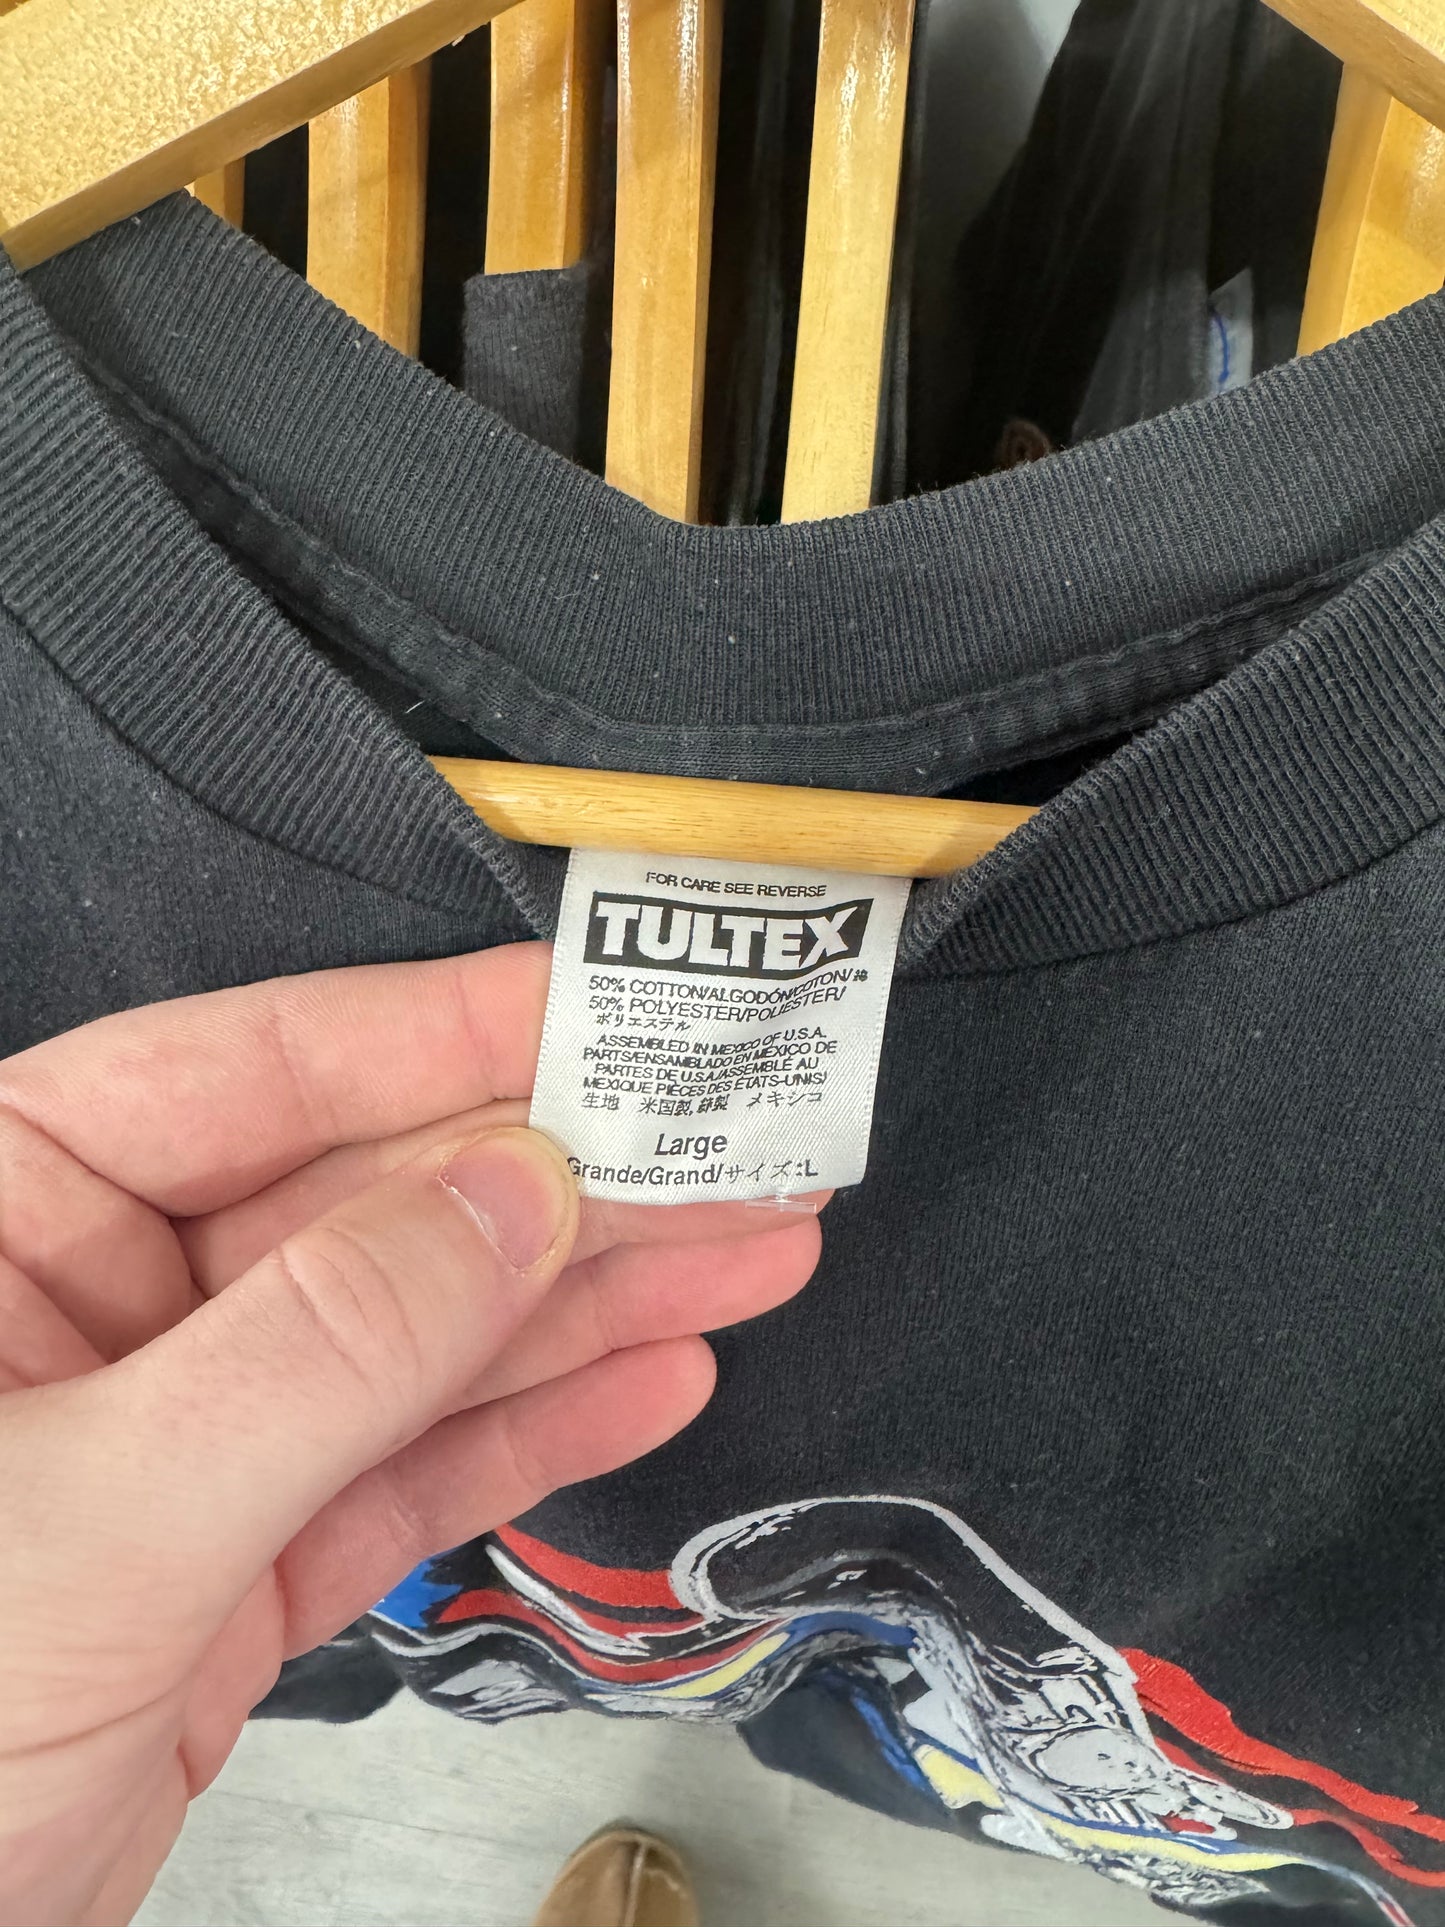 FOR CARE SEE REVERSE
TULTEX
50% COTTON/ALGODÓN/COTON/綿
50% POLYESTER/POLIESTER/
ポリエステル
ASSEMBLED IN MEXICO OF U.S.A.
PARTS/ENSAMBLADO EN MEXICO DE
PARTES DE U.S.A./ASSEMBLÉ AU
MEXIQUE PIÈCES DES ÉTATS-UNIS/
生地 米国製, 縫製 メキシコ
Large
Grande/Grand/サイズ:L